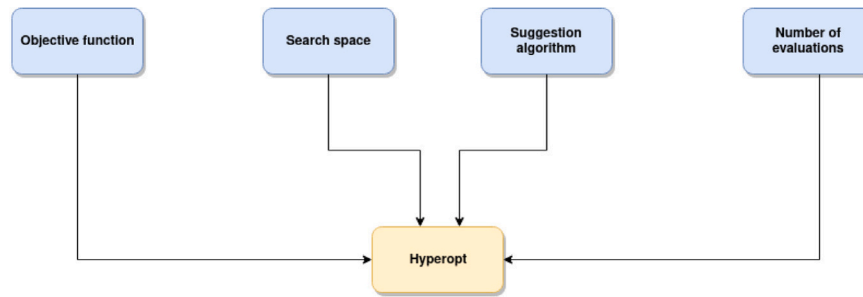 Objective function
Search space
Suggestion
algorithm
Number of
evaluations
Hyperopt